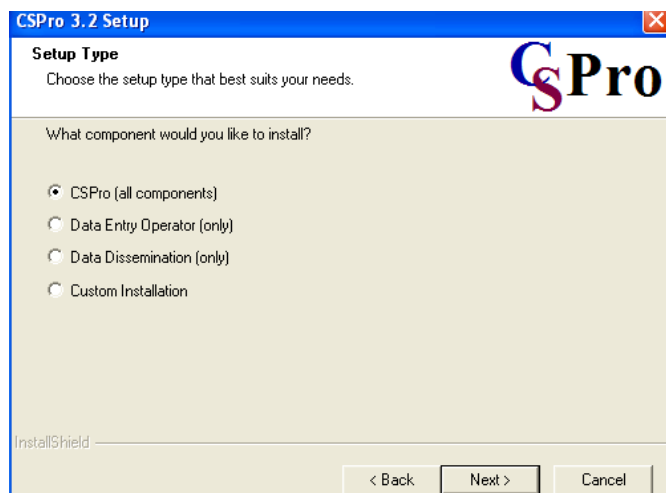 CSPro 3.2 Setup
Setup Type
Choose the setup type that best suits your needs.
CSPro
What component would you like to install?
CSPro (all components)
Data Entry Operator (only)
Data Dissemination (only)
Custom Installation
InstallShield
< Back Next > Cancel